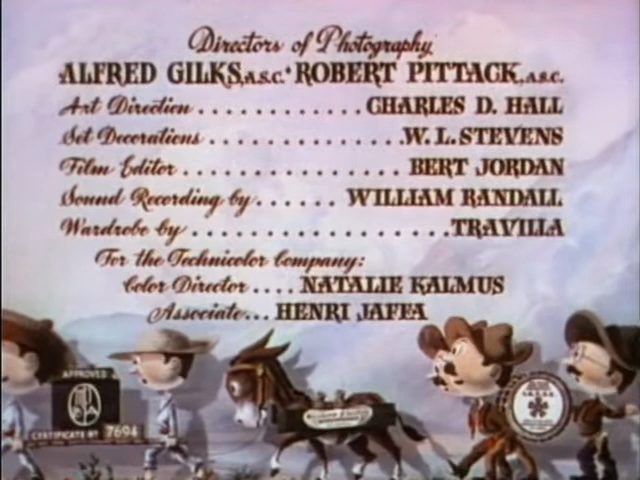 Directors of Photography
ALFRED GILKS, A.S.C. • ROBERT PITTACK, A.S.C.
Art Direction ............. CHARLES D. HALL
Set Decorations ............... W. L. STEVENS
Film Editor ................ BERT JORDAN
Sound Recording by ...... WILLIAM RANDALL
Wardrobe by ................... TRAVILLA
For the Technicolor Company:
Color Director .... NATALIE KALMUS
Associate... HENRI JAFFA
APPROVED
CERTIFICATE Nº 7694